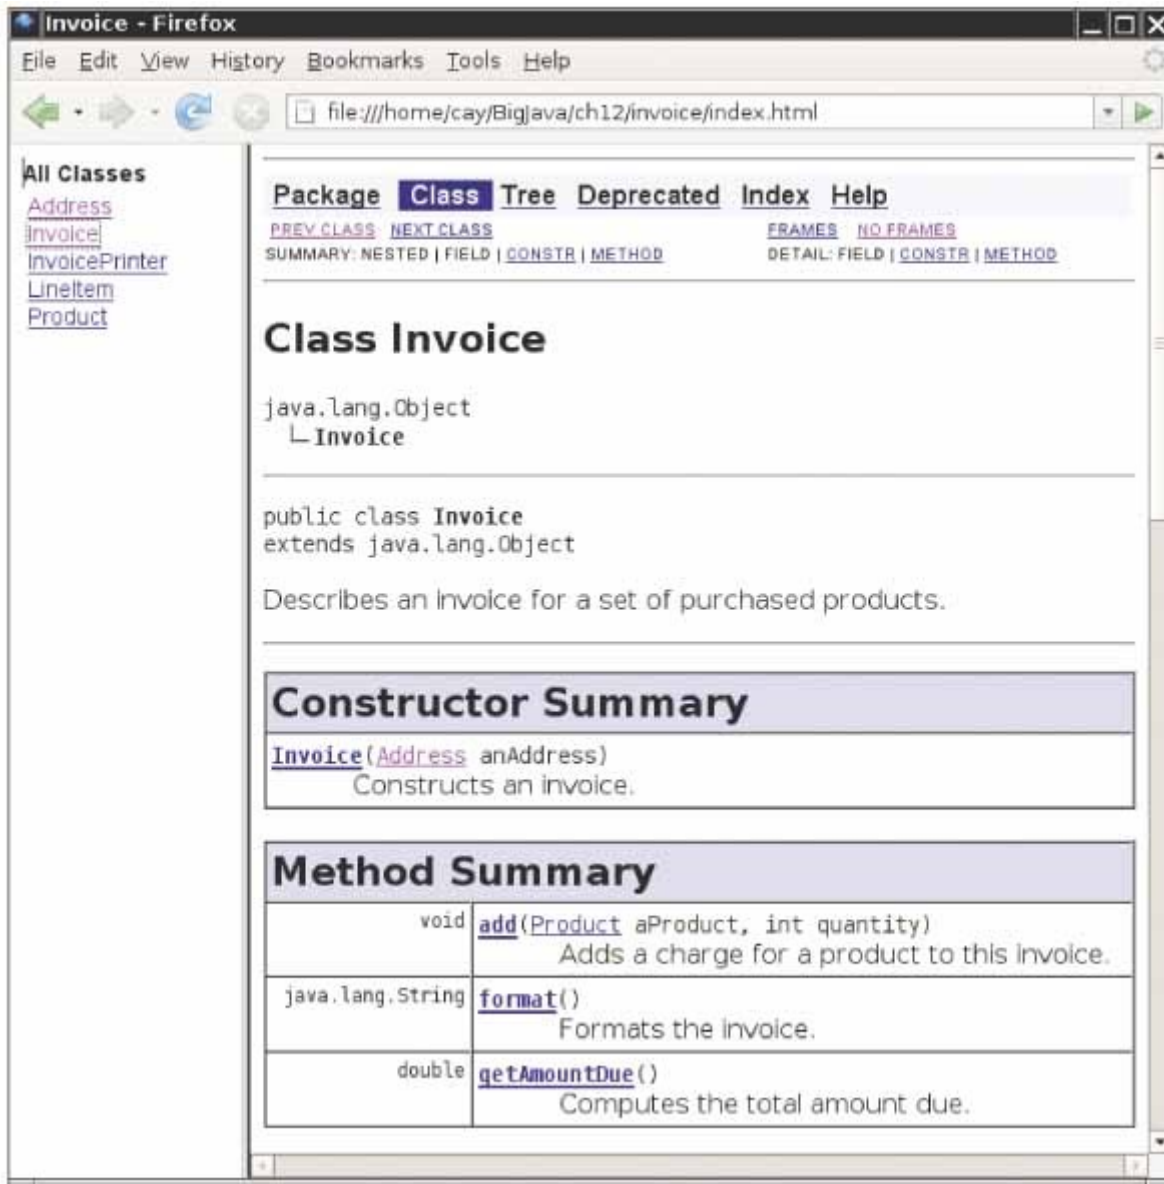 Invoice - Firefox
File Edit View History Bookmarks Tools Help
file:///home/cay/BigJava/ch12/invoice/index.html
All Classes
Address
Invoice
InvoicePrinter
LineItem
Product
Package Class Tree Deprecated Index Help
PREV CLASS NEXT CLASS FRAMES NO FRAMES
SUMMARY: NESTED | FIELD | CONSTR | METHOD DETAIL: FIELD | CONSTR | METHOD
Class Invoice
java.lang.Object
Invoice
public class Invoice
extends java.lang.Object
Describes an invoice for a set of purchased products.
Constructor Summary
Invoice(Address anAddress)
Constructs an invoice.
Method Summary
void add(Product aProduct, int quantity)
Adds a charge for a product to this invoice.
java.lang.String format()
Formats the invoice.
double getAmountDue()
Computes the total amount due.